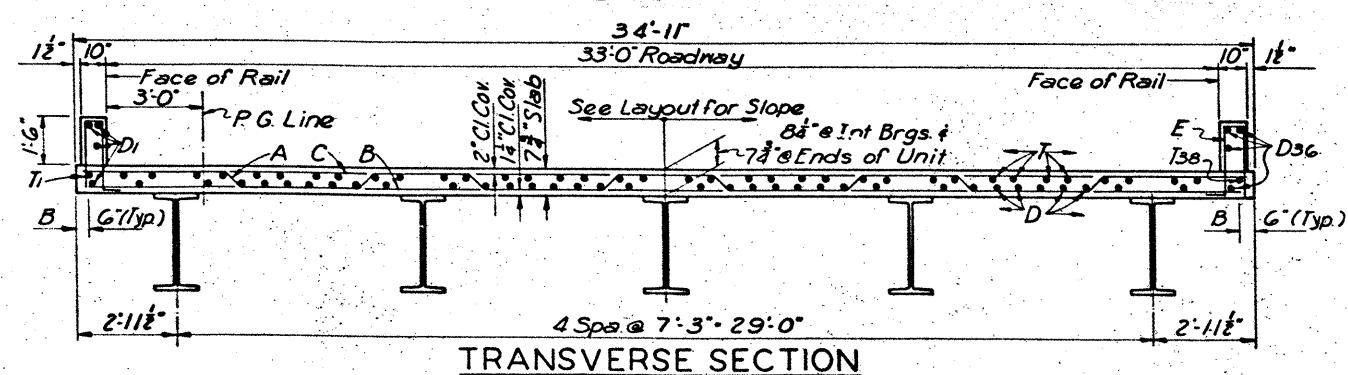 34'-11"
1½" 10" 33'-0" Roadway 10" 1½"
Face of Rail Face of Rail
3'-0"
P.G. Line
2" Cl. Cov.
1¼" Cl. Cov.
See Layout for Slope
8¼" @ Int Brgs. &
7¾" @ Ends of Unit
1'-6"
D1 A C B T E D36
T1 T38
B 6" (Typ.) D B 6" (Typ.)
2'-11½" 4 Spa. @ 7'-3" = 29'-0" 2'-11½"
TRANSVERSE SECTION